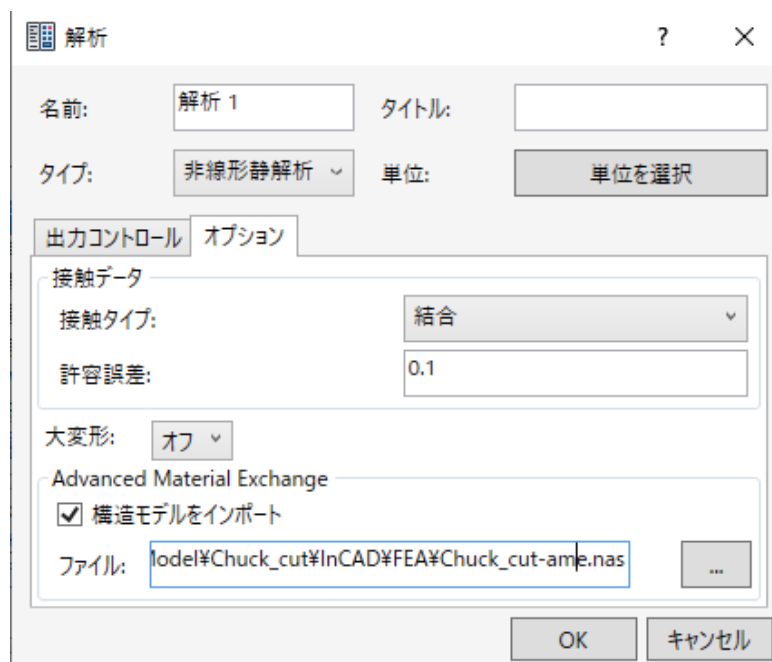 解析
?
名前: 解析 1 タイトル:
タイプ: 非線形静解析 単位: 単位を選択
出力コントロール オプション
接触データ
接触タイプ: 結合
許容誤差: 0.1
大変形: オフ
Advanced Material Exchange
構造モデルをインポート
ファイル: Model¥Chuck_cut¥InCAD¥FEA¥Chuck_cut-ame.nas ...
OK キャンセル